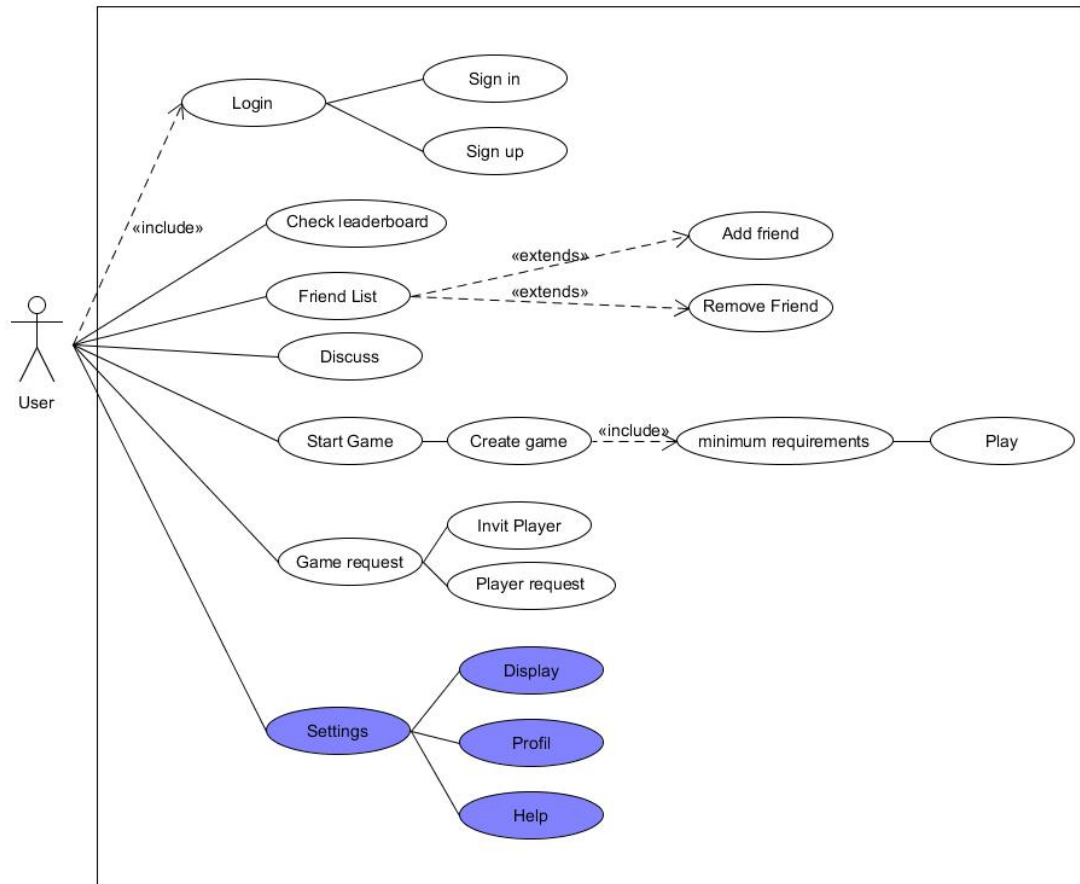 Sign in
Login
Sign up
Check leaderboard
«include»
Add friend
«extends»
Friend List
«extends»
Remove Friend
Discuss
User
Start Game
Create game
«include»
minimum requirements
Play
Invit Player
Game request
Player request
Display
Settings
Profil
Help